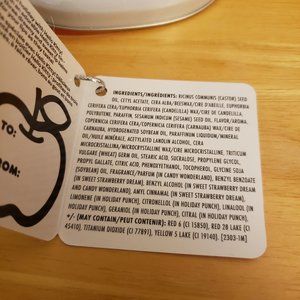 TO:
FROM:
INGREDIENTS/INGRÉDIENTS: RICINUS COMMUNIS (CASTOR) SEED
OIL, CETYL ACETATE, CERA ALBA/BEESWAX/CIRE D'ABEILLE, EUPHORBIA
CERIFERA CERA/EUPHORBIA CERIFERA (CANDELILLA) WAX/CIRE DE CANDELILLA,
POLYBUTENE, PARAFFIN, SESAMUM INDICUM (SESAME) SEED OIL, FLAVOR/AROMA,
COPERNICIA CERIFERA CERA/COPERNICIA CERIFERA (CARNAUBA) WAX/CIRE DE
CARNAUBA, HYDROGENATED SOYBEAN OIL, PARAFFINUM LIQUIDUM/MINERAL
OIL/HUILE MINÉRALE, ACETYLATED LANOLIN ALCOHOL, CERA
MICROCRISTALLINA/MICROCRYSTALLINE WAX/CIRE MICROCRISTALLINE, TRITICUM
VULGARE (WHEAT) GERM OIL, STEARIC ACID, SUCRALOSE, PROPYLENE GLYCOL,
PROPYL GALLATE, CITRIC ACID, PHENOXYETHANOL, TOCOPHEROL, GLYCINE SOJA
(SOYBEAN) OIL, FRAGRANCE/PARFUM (IN CANDY WONDERLAND), BENZYL BENZOATE
(IN SWEET STRAWBERRY DREAM), BENZYL ALCOHOL (IN SWEET STRAWBERRY DREAM
AND CANDY WONDERLAND), AMYL CINNAMAL (IN SWEET STRAWBERRY DREAM),
LIMONENE (IN HOLIDAY PUNCH), CITRONELLOL (IN HOLIDAY PUNCH), LINALOOL
(IN HOLIDAY PUNCH), GERANIOL (IN HOLIDAY PUNCH), CITRAL (IN HOLIDAY PUNCH),
+/- (MAY CONTAIN/PEUT CONTENIR): RED 6 (CI 15850), RED 28 LAKE (CI
45410), TITANIUM DIOXIDE (CI 77891), YELLOW 5 LAKE (CI 19140). [2303-1M]